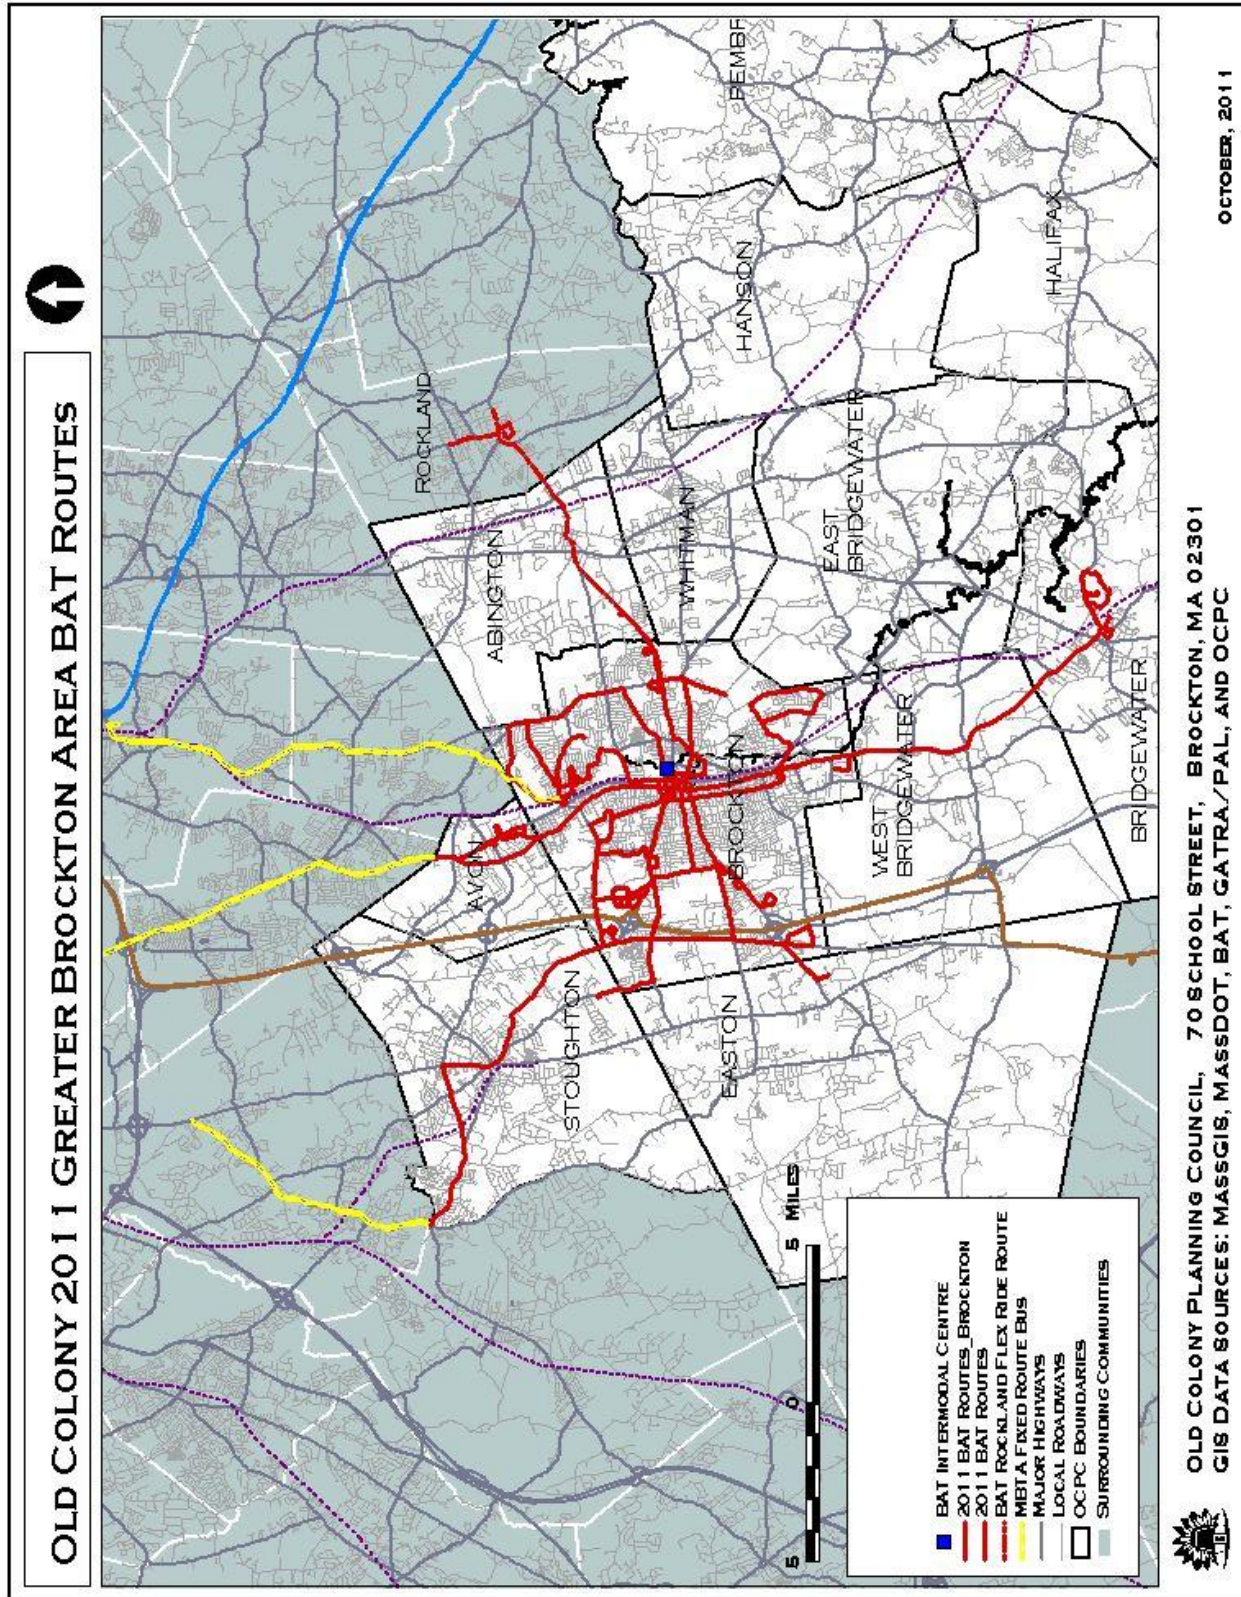 OLD COLONY 2011 GREATER BROCKTON AREA BAT ROUTES
ROCKLAND
ABINGTON
AVON
STOUGHTON
WHITMAN
HANSON
PEMBR
BROCKTON
EASTON
EAST
BRIDGEWATER
WEST
BRIDGEWATER
HALIFAX
BRIDGEWATER
5 0 5 MILES
BAT INTERMODAL CENTRE
2011 BAT ROUTES_BROCKTON
2011 BAT ROUTES
BAT ROCKLAND FLEX RIDE ROUTE
MBTA FIXED ROUTE BUS
MAJOR HIGHWAYS
LOCAL ROADWAYS
OCPC BOUNDARIES
SURROUNDING COMMUNITIES
OLD COLONY PLANNING COUNCIL, 70 SCHOOL STREET, BROCKTON, MA 02301
GIS DATA SOURCES: MASSGIS, MASSDOT, BAT, GATRA/PAL, AND OCPC
OCTOBER, 2011